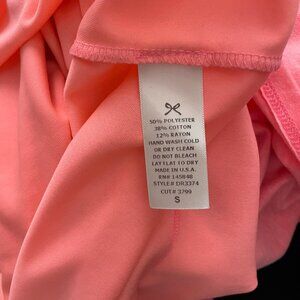 50% POLYESTER
38% COTTON
12% RAYON
HAND WASH COLD
OR DRY CLEAN
DO NOT BLEACH
LAY FLAT TO DRY
MADE IN U.S.A.
RN# 145848
STYLE# DR3374
CUT# 3799
S